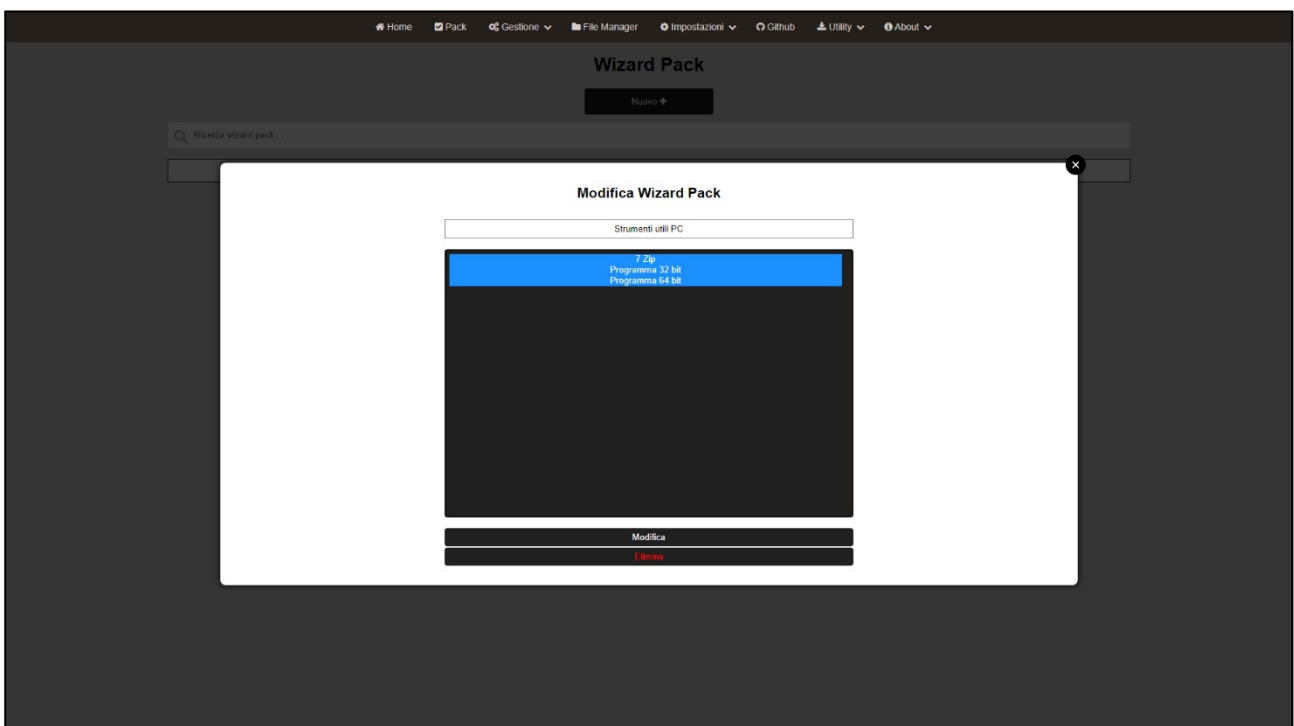 Home Pack Gestione File Manager Impostazioni Github Utility About
Wizard Pack
Nuovo
Ricerca wizard pack . . .
Modifica Wizard Pack
Strumenti utili PC
7 Zip
Programma 32 bit
Programma 64 bit
Modifica
Elimina